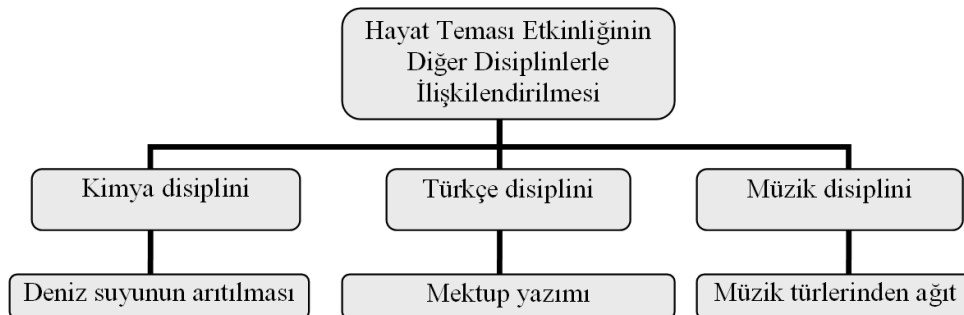 Hayat Teması Etkinliğinin
Diğer Disiplinlerle
İlişkilendirilmesi
Kimya disiplini
Türkçe disiplini
Müzik disiplini
Deniz suyunun arıtılması
Mektup yazımı
Müzik türlerinden ağıt